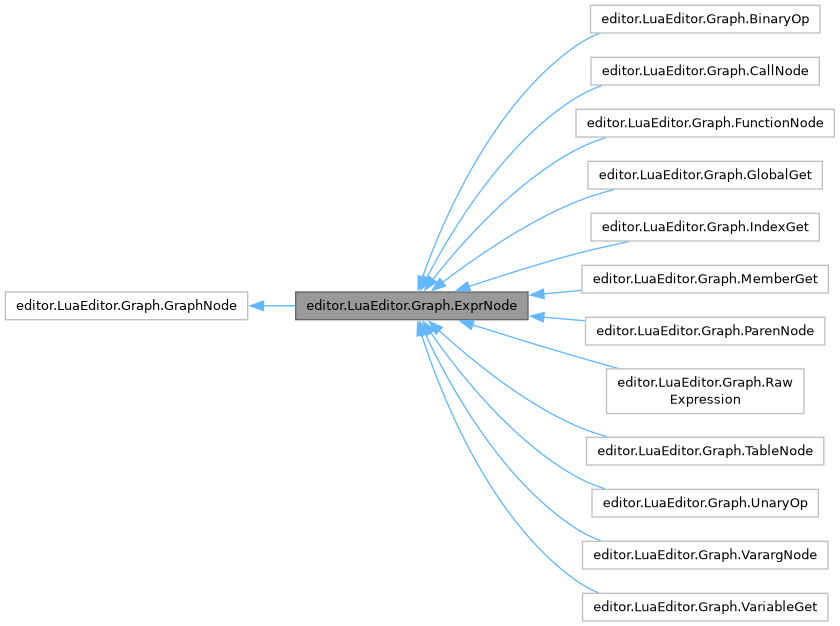 editor.LuaEditor.Graph.BinaryOp
editor.LuaEditor.Graph.CallNode
editor.LuaEditor.Graph.FunctionNode
editor.LuaEditor.Graph.GlobalGet
editor.LuaEditor.Graph.IndexGet
editor.LuaEditor.Graph.MemberGet
editor.LuaEditor.Graph.GraphNode
editor.LuaEditor.Graph.ExprNode
editor.LuaEditor.Graph.ParenNode
editor.LuaEditor.Graph.Raw
Expression
editor.LuaEditor.Graph.TableNode
editor.LuaEditor.Graph.UnaryOp
editor.LuaEditor.Graph.VarargNode
editor.LuaEditor.Graph.VariableGet